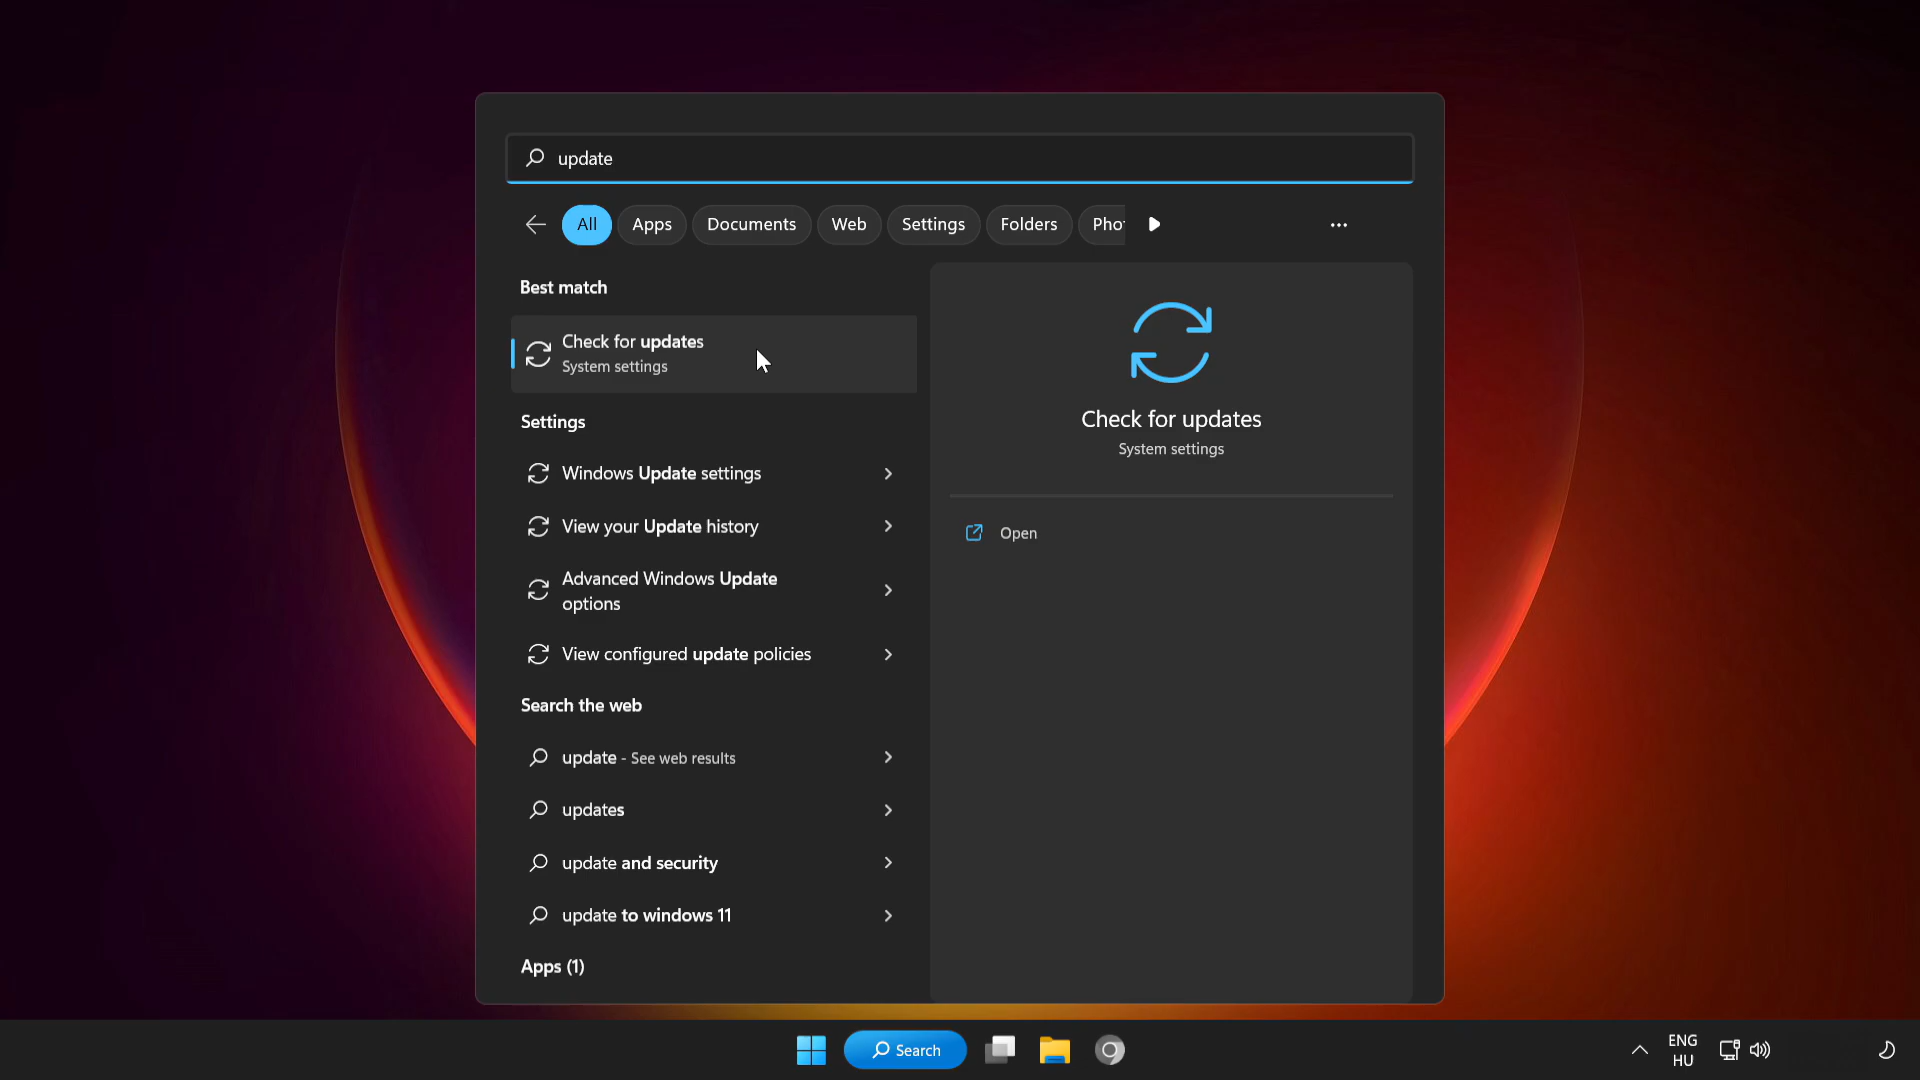 update
All Apps Documents Web Settings Folders Pho
Best match
Check for updates
System settings
Settings
Windows Update settings
View your Update history
Advanced Windows Update
options
View configured update policies
Search the web
update - See web results
updates
update and security
update to windows 11
Apps (1)
Check for updates
System settings
Open
Search
ENG
HU